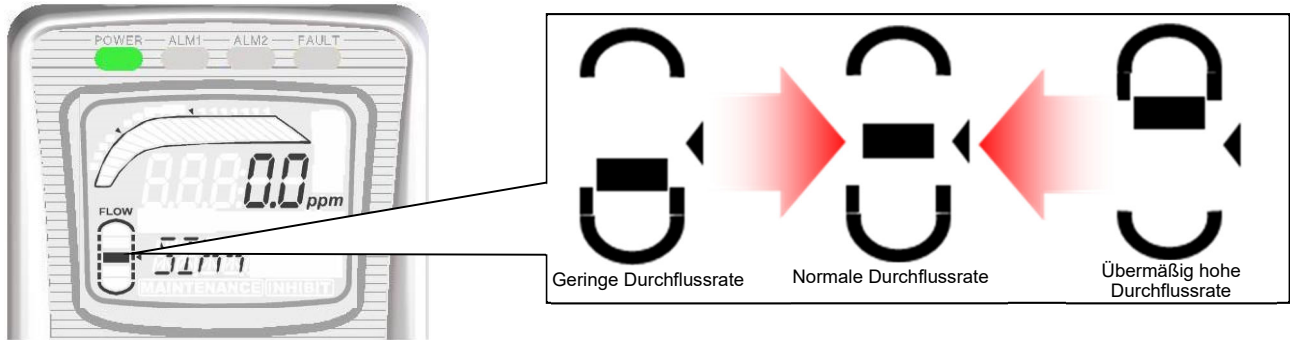 POWER ALM1 ALM2 FAULT
0.0
ppm
FLOW
MAINTENANCE INHIBIT
Geringe Durchflussrate
Normale Durchflussrate
Übermäßig hohe
Durchflussrate